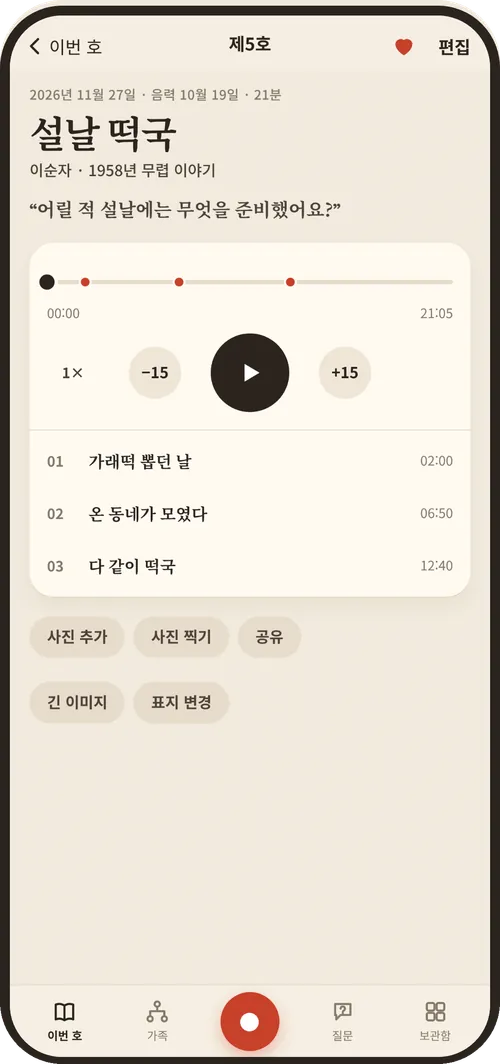 이번 호
제5호
편집
2026년 11월 27일 · 음력 10월 19일 · 21분
설날 떡국
이순자 · 1958년 무렵 이야기
“어릴 적 설날에는 무엇을 준비했어요?”
00:00
21:05
1×
−15
+15
01 가래떡 뽑던 날 02:00
02 온 동네가 모였다 06:50
03 다 같이 떡국 12:40
사진 추가
사진 찍기
공유
긴 이미지
표지 변경
이번 호
가족
질문
보관함